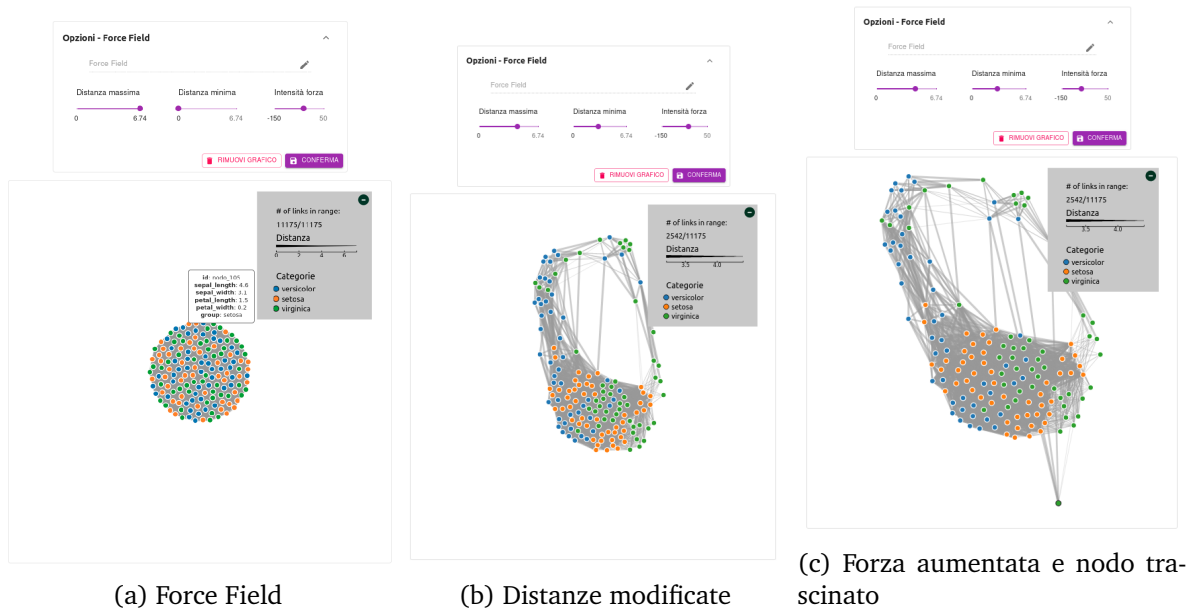 Opzioni - Force Field
Force Field
Distanza massima Distanza minima Intensità forza
0 6.74 0 6.74 -150 50
RIMUOVI GRAFICO CONFERMA
# of links in range:
11175/11175
Distanza
0 2 4 6
Categorie
versicolor
setosa
virginica
id: nodo_105
sepal_length: 4.6
sepal_width: 3.1
petal_length: 1.5
petal_width: 0.2
group: setosa
(a) Force Field
Opzioni - Force Field
Force Field
Distanza massima Distanza minima Intensità forza
0 6.74 0 6.74 -150 50
RIMUOVI GRAFICO CONFERMA
# of links in range:
2542/11175
Distanza
3.5 4.0
Categorie
versicolor
setosa
virginica
(b) Distanze modificate
Opzioni - Force Field
Force Field
Distanza massima Distanza minima Intensità forza
0 6.74 0 6.74 -150 50
RIMUOVI GRAFICO CONFERMA
# of links in range:
2542/11175
Distanza
3.5 4.0
Categorie
versicolor
setosa
virginica
(c) Forza aumentata e nodo tra-
scinato